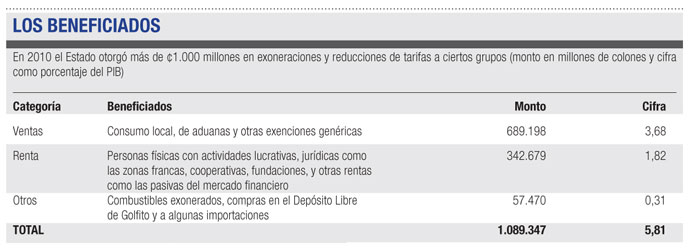 LOS BENEFICIADOS
En 2010 el Estado otorgó más de ¢1.000 millones en exoneraciones y reducciones de tarifas a ciertos grupos (monto en millones de colones y cifra
como porcentaje del PIB)
Categoría Beneficiados Monto Cifra
Ventas Consumo local, de aduanas y otras exenciones genéricas 689.198 3,68
Renta Personas físicas con actividades lucrativas, jurídicas como 342.679 1,82
las zonas francas, cooperativas, fundaciones, y otras rentas
como las pasivas del mercado financiero
Otros Combustibles exonerados, compras en el Depósito Libre 57.470 0,31
de Golfito y a algunas importaciones
TOTAL 1.089.347 5,81